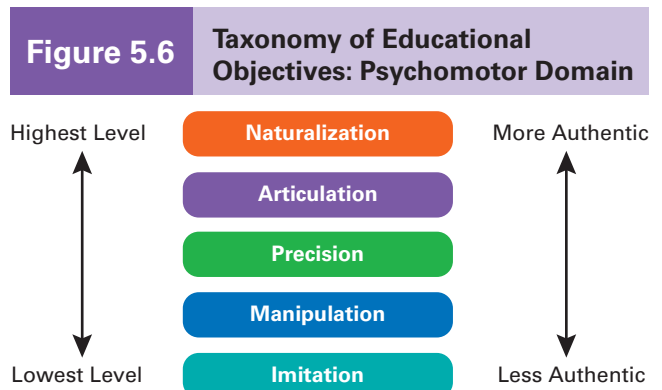 Figure 5.6
Taxonomy of Educational
Objectives: Psychomotor Domain
Highest Level
Naturalization
More Authentic
Articulation
Precision
Manipulation
Lowest Level
Imitation
Less Authentic